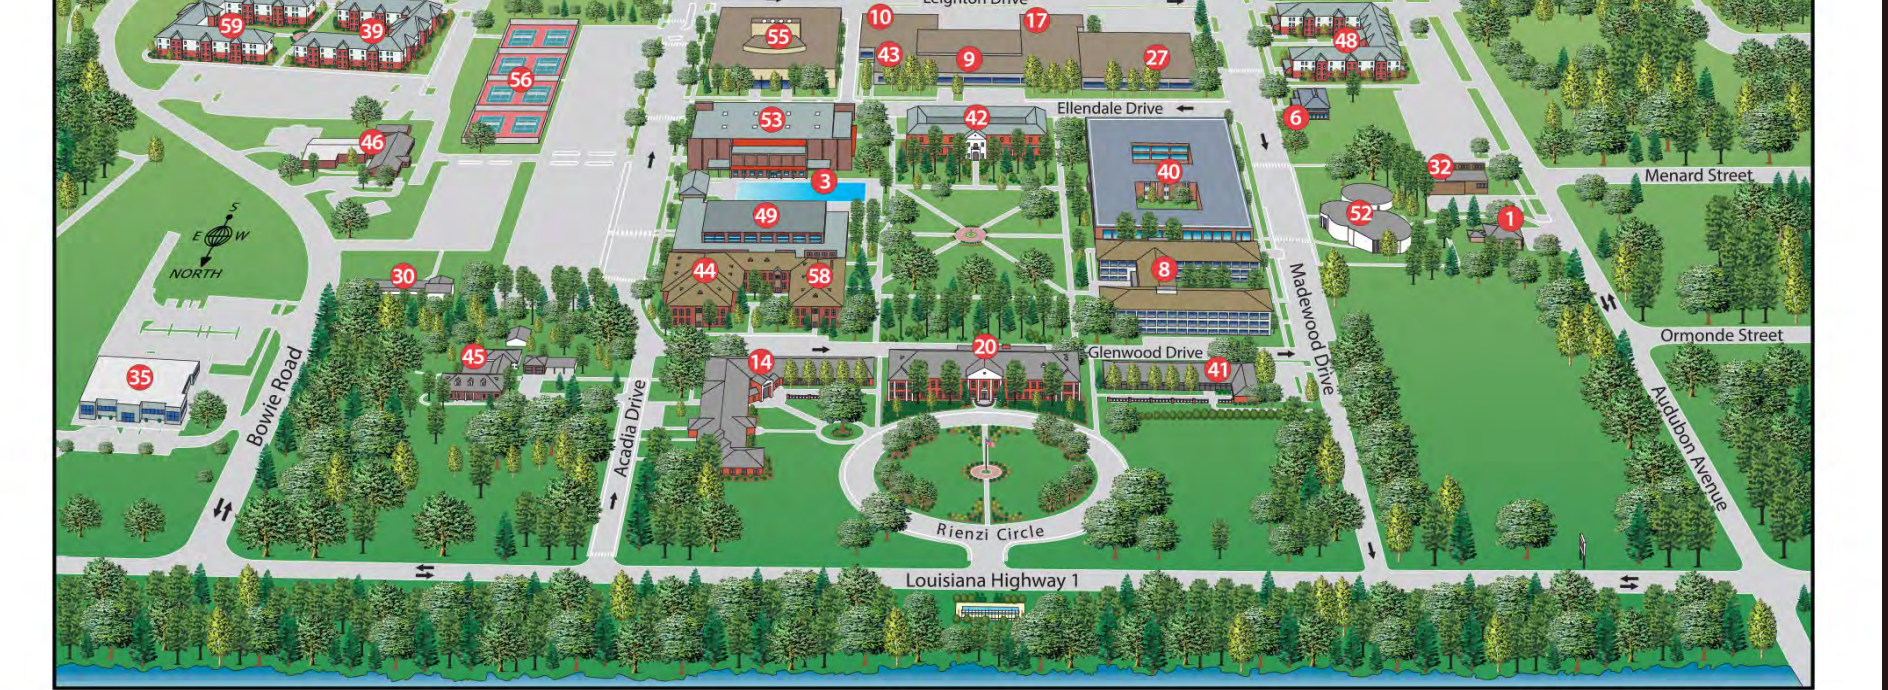 Leighton Drive
59
39
55
10
17
43
9
27
48
56
6
Ellendale Drive
46
53
42
40
32
Menard Street
3
52
1
S
E W
NORTH
49
44
58
30
8
Madewood Drive
Ormonde Street
35
45
14
20
Glenwood Drive
41
Bowie Road
Acadia Drive
Audubon Avenue
Rienzi Circle
Louisiana Highway 1